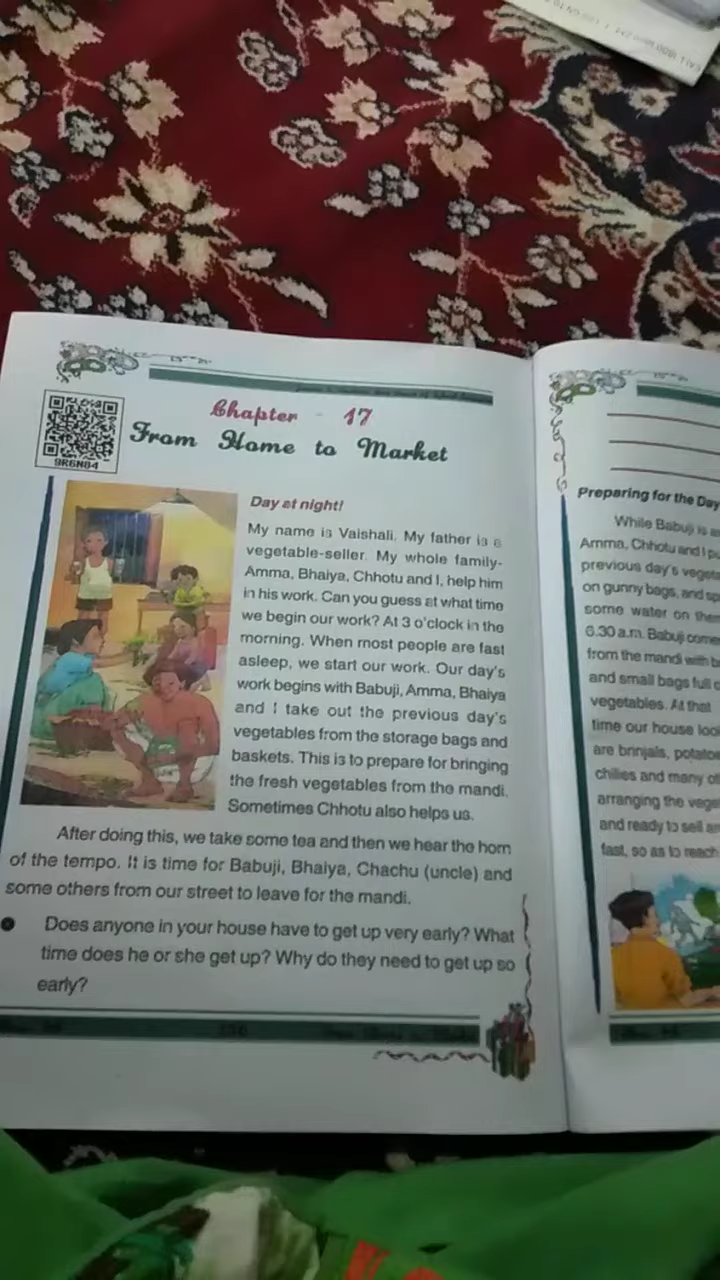 9R6N84
Chapter - 17
From Home to Market
Day at night!
My name is Vaishali. My father is a
vegetable-seller. My whole family-
Amma, Bhaiya, Chhotu and I, help him
in his work. Can you guess at what time
we begin our work? At 3 o'clock in the
morning. When most people are fast
asleep, we start our work. Our day's
work begins with Babuji, Amma, Bhaiya
and I take out the previous day's
vegetables from the storage bags and
baskets. This is to prepare for bringing
the fresh vegetables from the mandi.
Sometimes Chhotu also helps us.
After doing this, we take some tea and then we hear the horn
of the tempo. It is time for Babuji, Bhaiya, Chachu (uncle) and
some others from our street to leave for the mandi.
Does anyone in your house have to get up very early? What
time does he or she get up? Why do they need to get up so
early?
Preparing for the Day
While Babuji is
Amma, Chhotu and I
previous day's
on gunny bags, and
some water on
6.30 a.m. Babuji
from the mandi with
and small bags full
vegetables. At that
time our house
are brinjals,
chilies and many
arranging the
and ready to sell
fast, so as to reach